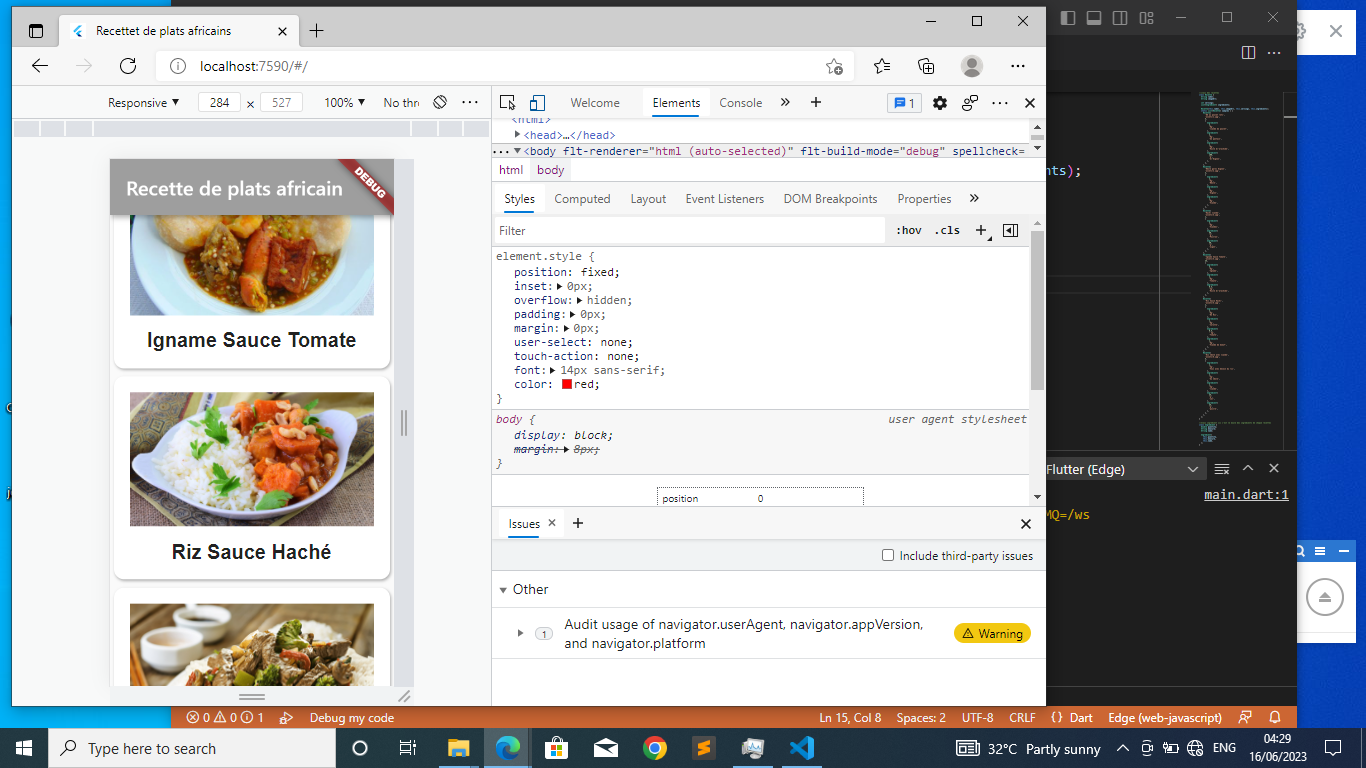 Recettet de plats africains
localhost:7590/#/
Responsive 284 × 527 100% No thr
Welcome Elements Console 1
<html>
<head>…</head>
<body flt-renderer="html (auto-selected)" flt-build-mode="debug" spellcheck=
html body
Styles Computed Layout Event Listeners DOM Breakpoints Properties
Filter :hov .cls
element.style {
position: fixed;
inset: 0px;
overflow: hidden;
padding: 0px;
margin: 0px;
user-select: none;
touch-action: none;
font: 14px sans-serif;
color: red;
}
body { user agent stylesheet
display: block;
margin: 8px;
}
position 0
Issues
Include third-party issues
Other
1 Audit usage of navigator.userAgent, navigator.appVersion,
and navigator.platform
Warning
Recette de plats africain
DEBUG
Igname Sauce Tomate
Riz Sauce Haché
nts);
Flutter (Edge)
main.dart:1
MQ=/ws
0 0 1 Debug my code Ln 15, Col 8 Spaces: 2 UTF-8 CRLF {} Dart Edge (web-javascript)
Type here to search 32°C Partly sunny ENG 04:29
16/06/2023